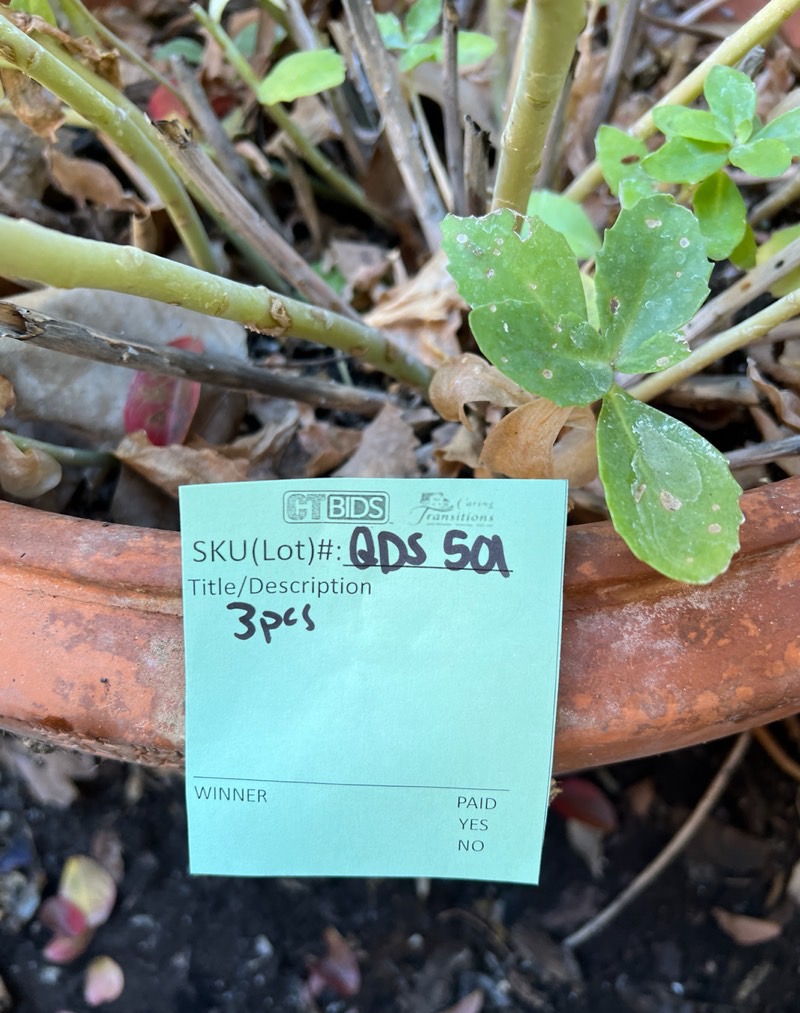 CTBIDS
Caring Transitions
SKU(Lot)#: QDS 501
Title/Description
3pcs
WINNER
PAID
YES
NO